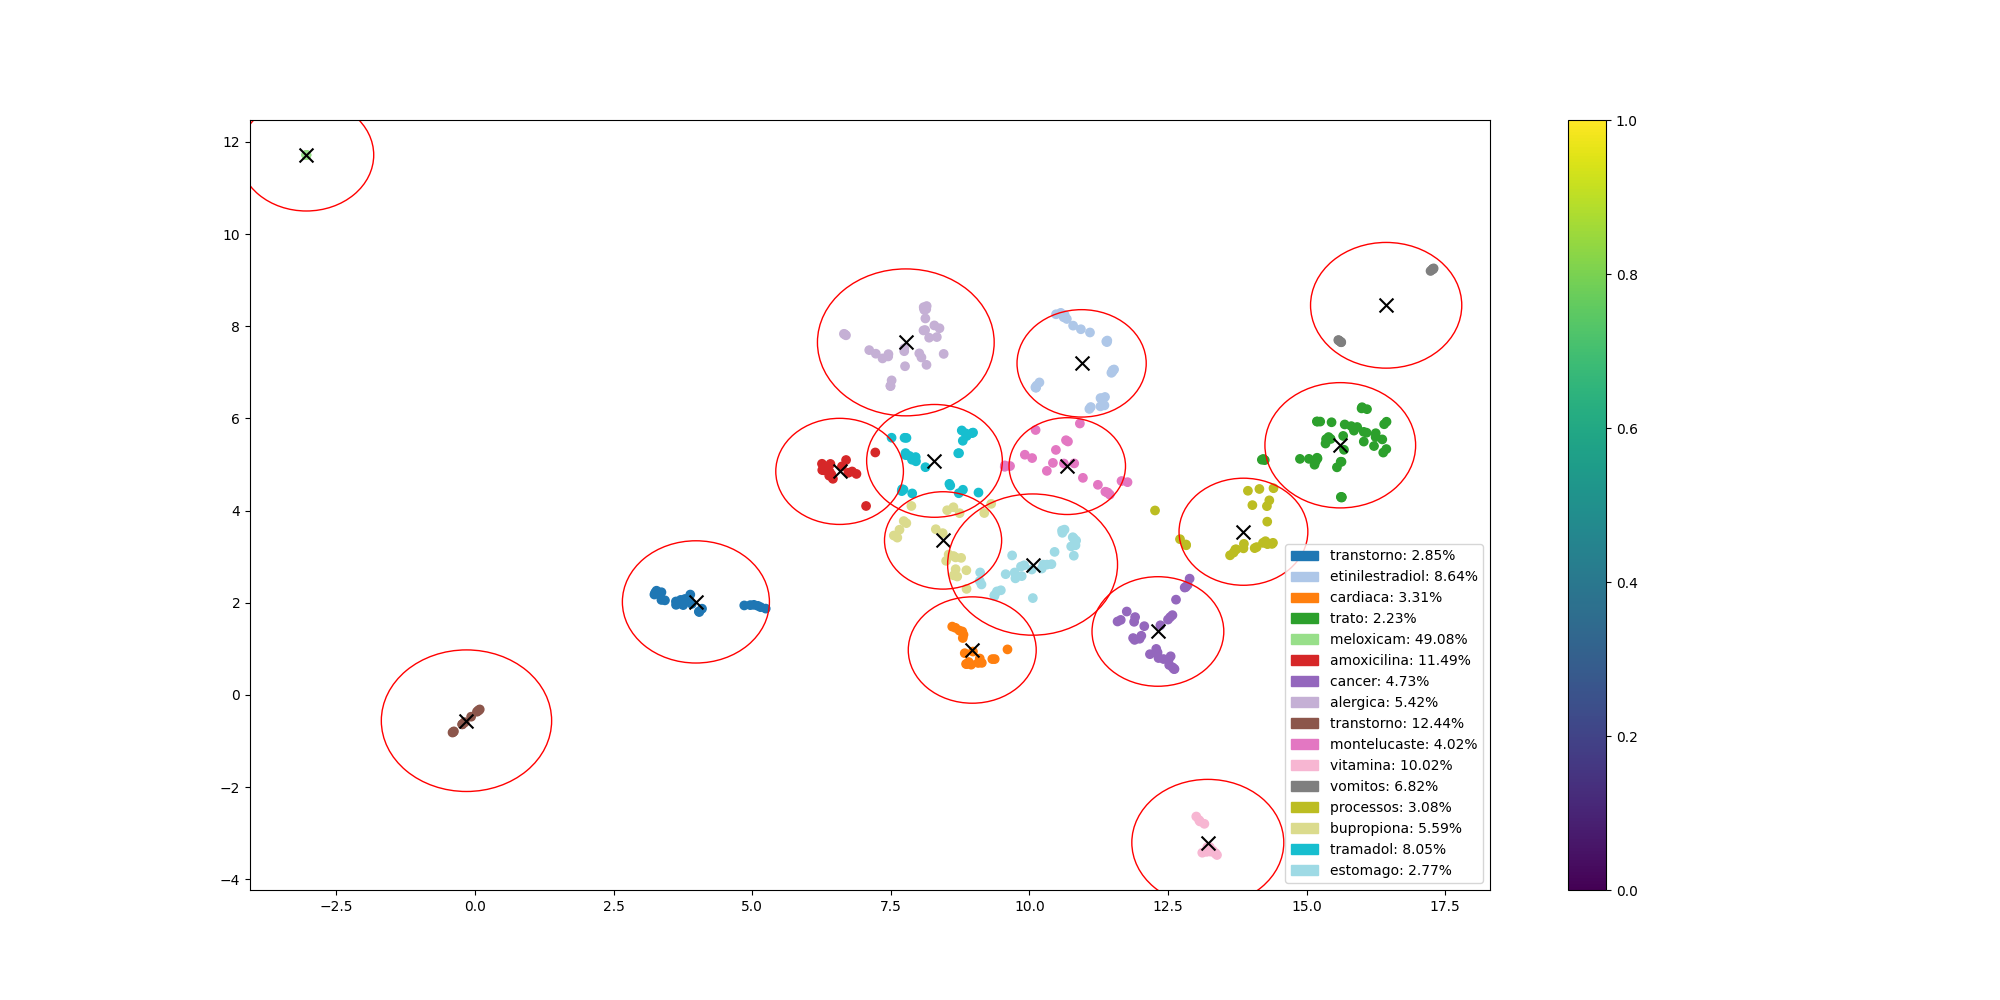 12
10
8
6
4
2
0
−2
−4
−2.5
0.0
2.5
5.0
7.5
10.0
12.5
15.0
17.5
transtorno: 2.85%
etinilestradiol: 8.64%
cardiaca: 3.31%
trato: 2.23%
meloxicam: 49.08%
amoxicilina: 11.49%
cancer: 4.73%
alergica: 5.42%
transtorno: 12.44%
montelucaste: 4.02%
vitamina: 10.02%
vomitos: 6.82%
processos: 3.08%
bupropiona: 5.59%
tramadol: 8.05%
estomago: 2.77%
1.0
0.8
0.6
0.4
0.2
0.0